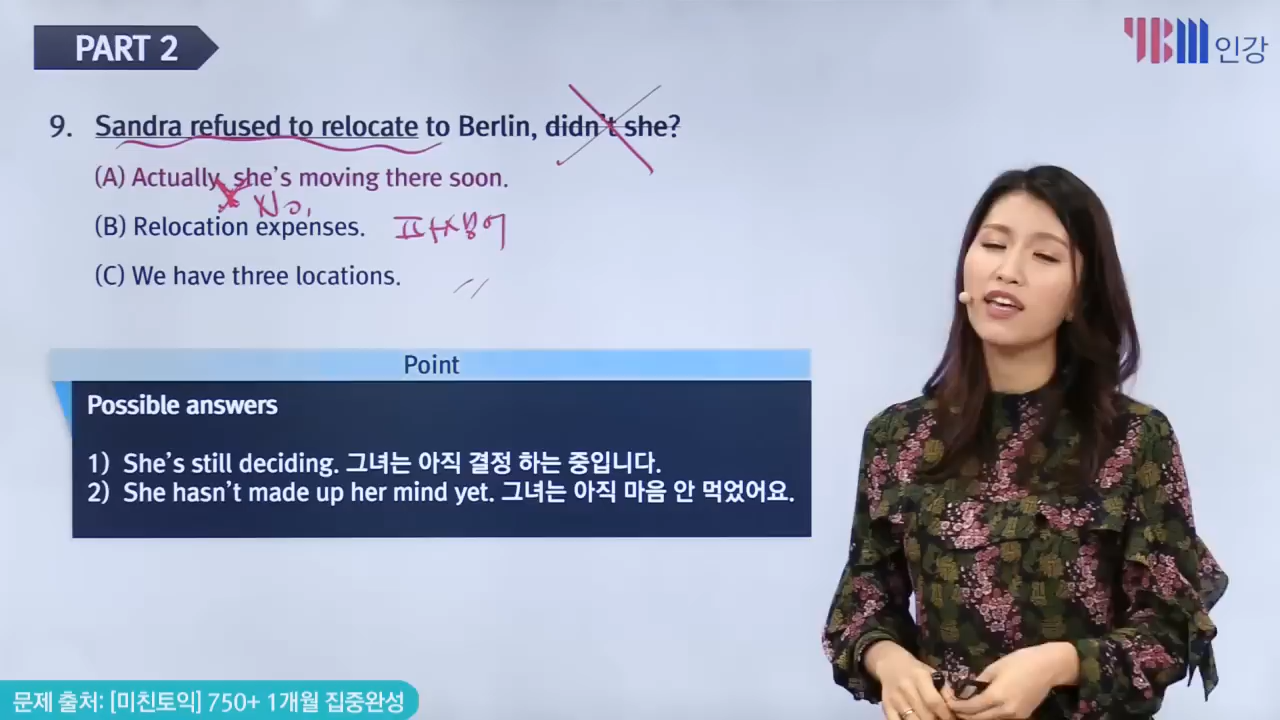 PART 2
YBM 인강
9. Sandra refused to relocate to Berlin, didn't she?
(A) Actually, she's moving there soon.
No,
(B) Relocation expenses. 파생어
(C) We have three locations. 〃
Point
Possible answers
1) She's still deciding. 그녀는 아직 결정 하는 중입니다.
2) She hasn't made up her mind yet. 그녀는 아직 마음 안 먹었어요.
문제 출처: [미친토익] 750+ 1개월 집중완성